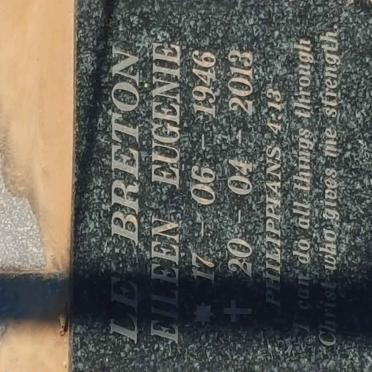 LE BRETON
EILEEN EUGENIE
17 - 06 - 1946
20 - 04 - 2013
PHILIPPIANS 4:13
I can do all things through
Christ who gives me strength.